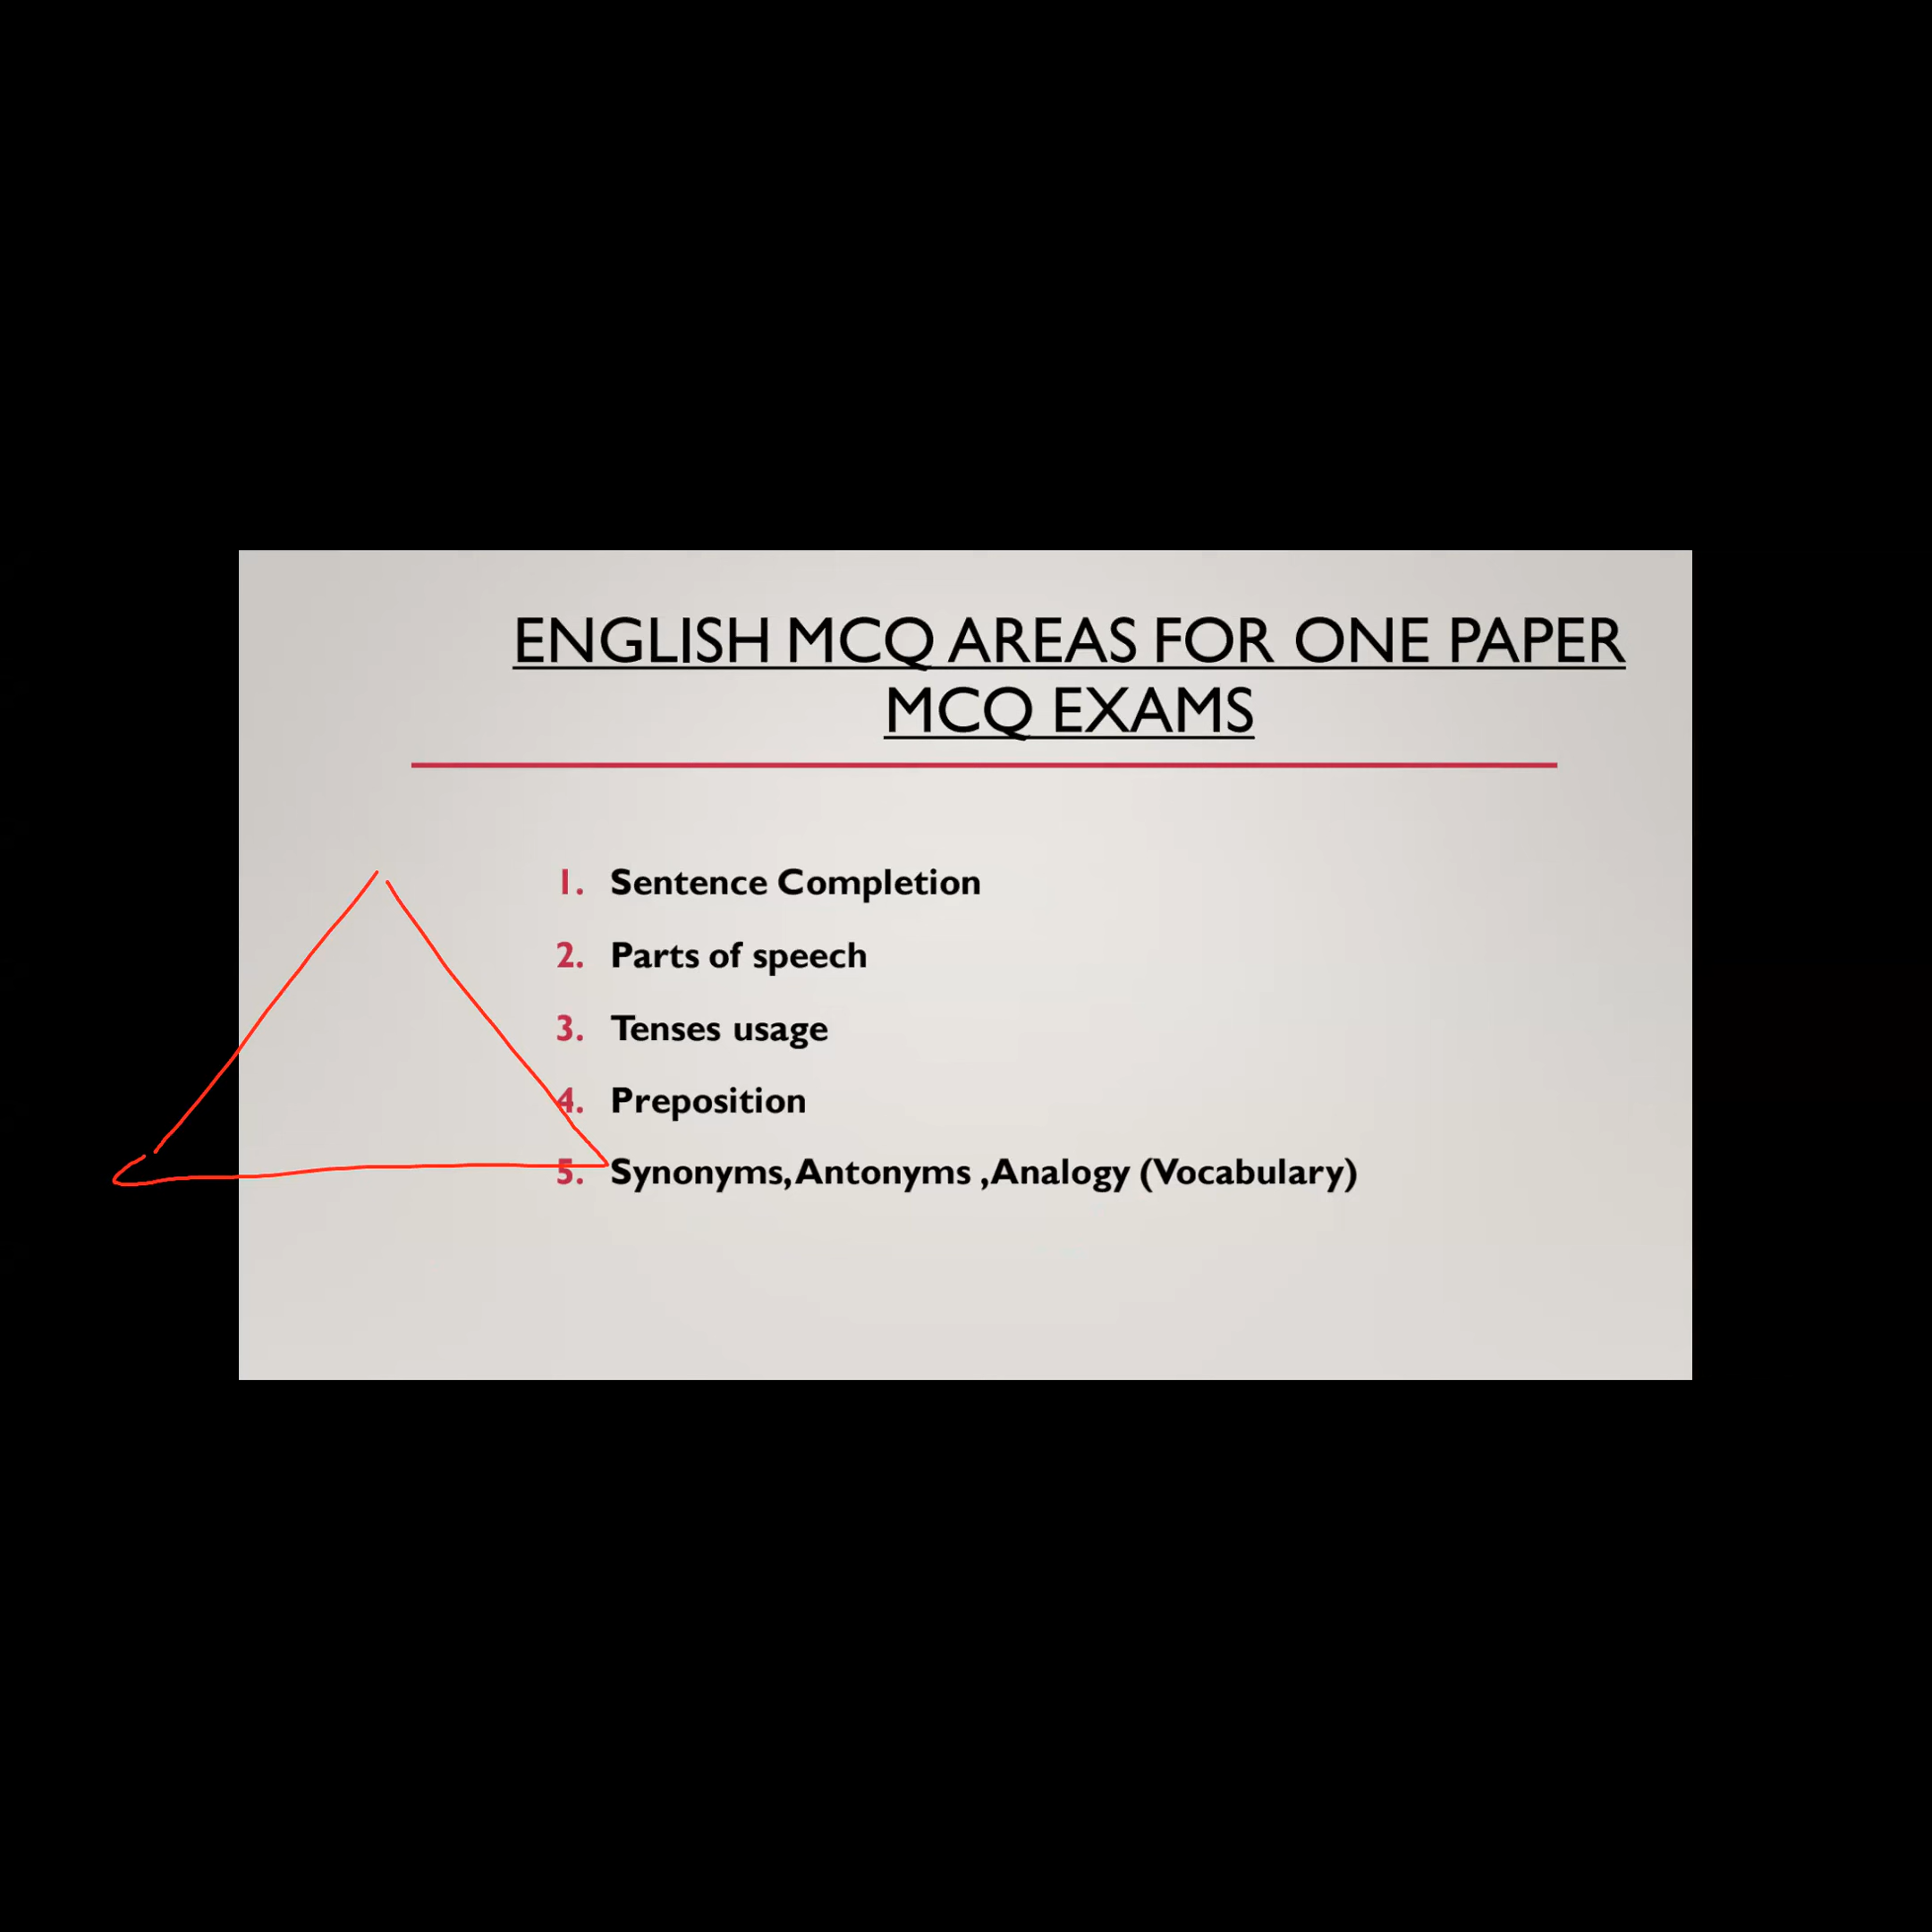 ENGLISH MCQ AREAS FOR ONE PAPER
MCQ EXAMS
1. Sentence Completion
2. Parts of speech
3. Tenses usage
4. Preposition
5. Synonyms,Antonyms ,Analogy (Vocabulary)